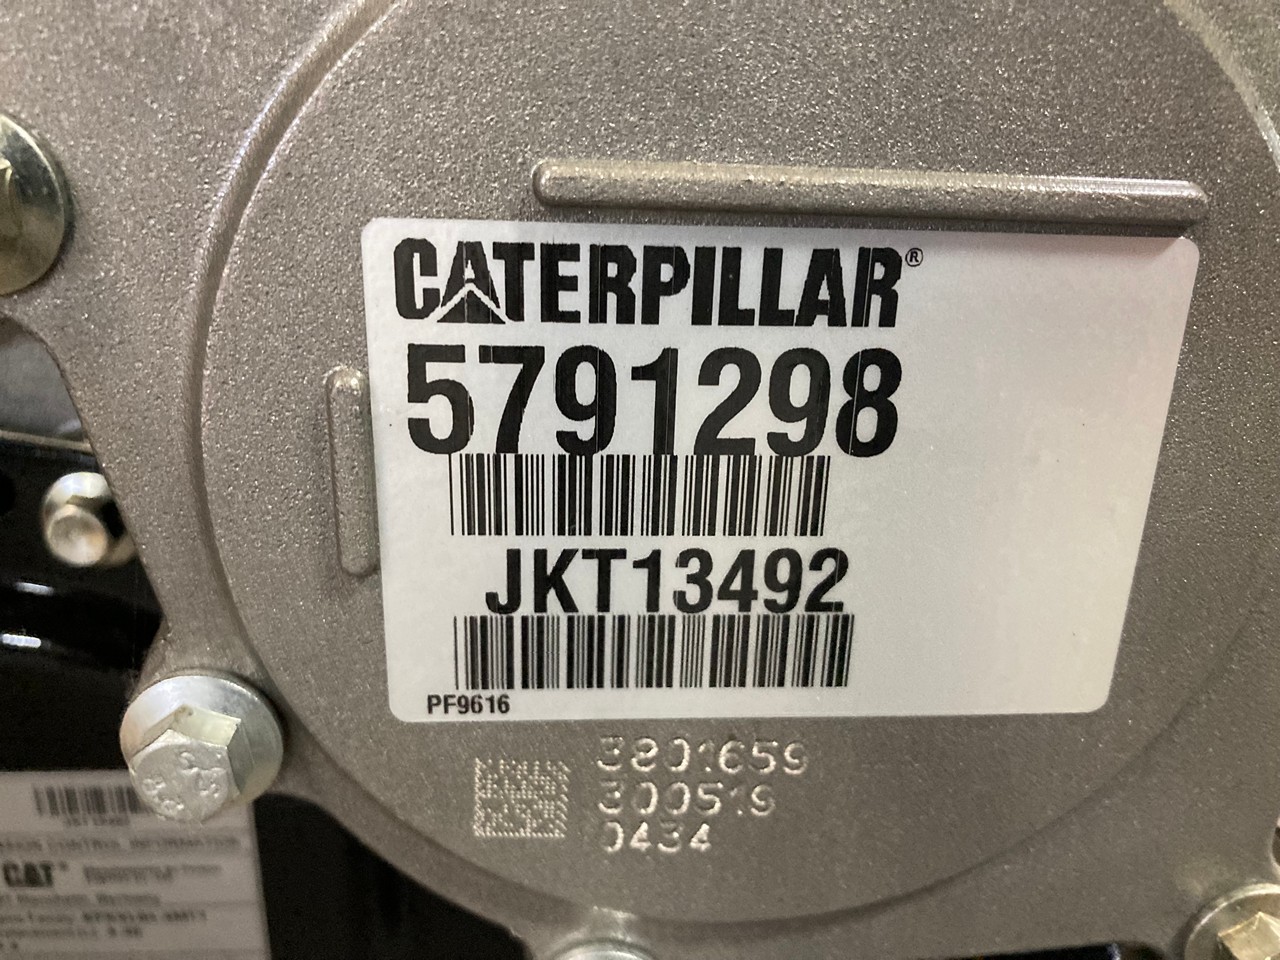 CATERPILLAR®
5791298
JKT13492
PF9616
3801659
300519
0434
CAT